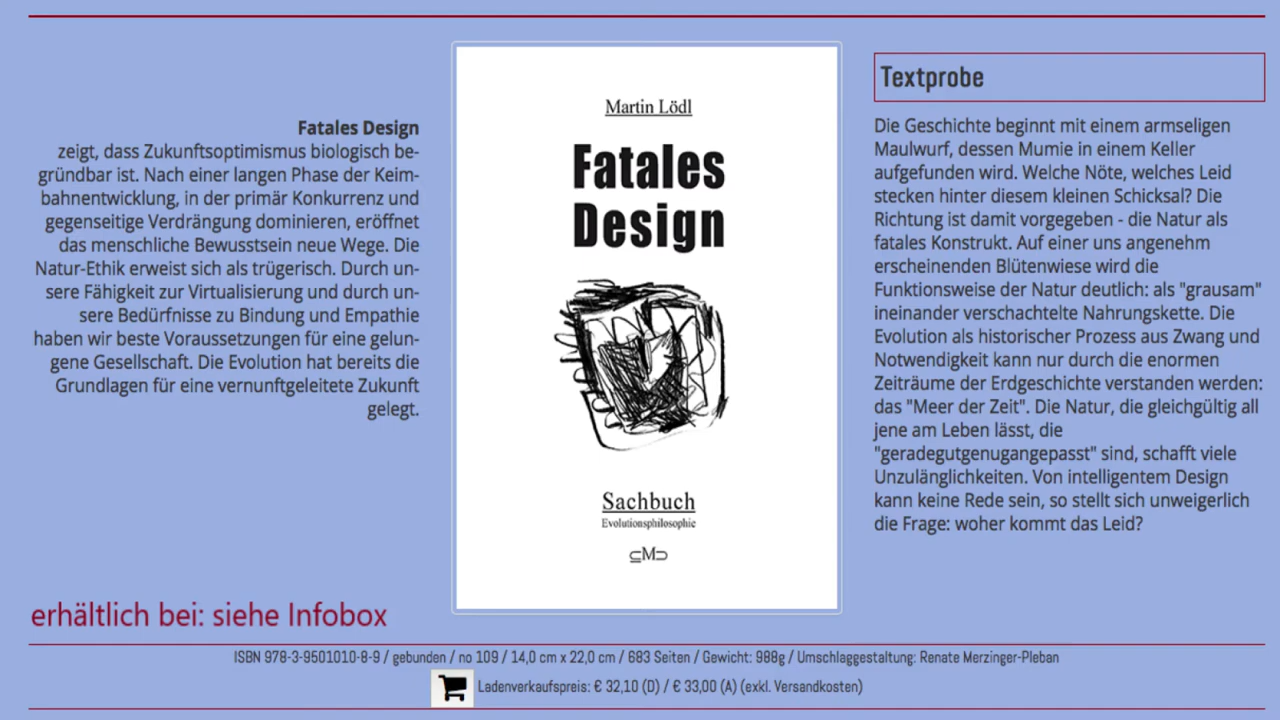 Fatales Design
zeigt, dass Zukunftsoptimismus biologisch be-
gründbar ist. Nach einer langen Phase der Keim-
bahnentwicklung, in der primär Konkurrenz und
gegenseitige Verdrängung dominieren, eröffnet
das menschliche Bewusstsein neue Wege. Die
Natur-Ethik erweist sich als trügerisch. Durch un-
sere Fähigkeit zur Virtualisierung und durch un-
sere Bedürfnisse zu Bindung und Empathie
haben wir beste Voraussetzungen für eine gelun-
gene Gesellschaft. Die Evolution hat bereits die
Grundlagen für eine vernunftgeleitete Zukunft
gelegt.
erhältlich bei: siehe Infobox
Martin Lödl
Fatales
Design
Sachbuch
Evolutionsphilosophie
⊆M⊃
Textprobe
Die Geschichte beginnt mit einem armseligen
Maulwurf, dessen Mumie in einem Keller
aufgefunden wird. Welche Nöte, welches Leid
stecken hinter diesem kleinen Schicksal? Die
Richtung ist damit vorgegeben - die Natur als
fatales Konstrukt. Auf einer uns angenehm
erscheinenden Blütenwiese wird die
Funktionsweise der Natur deutlich: als "grausam"
ineinander verschachtelte Nahrungskette. Die
Evolution als historischer Prozess aus Zwang und
Notwendigkeit kann nur durch die enormen
Zeiträume der Erdgeschichte verstanden werden:
das "Meer der Zeit". Die Natur, die gleichgültig all
jene am Leben lässt, die
"geradegutgenugangepasst" sind, schafft viele
Unzulänglichkeiten. Von intelligentem Design
kann keine Rede sein, so stellt sich unweigerlich
die Frage: woher kommt das Leid?
ISBN 978-3-9501010-8-9 / gebunden / no 109 / 14,0 cm x 22,0 cm / 683 Seiten / Gewicht: 988g / Umschlaggestaltung: Renate Merzinger-Pleban
Ladenverkaufspreis: € 32,10 (D) / € 33,00 (A) (exkl. Versandkosten)